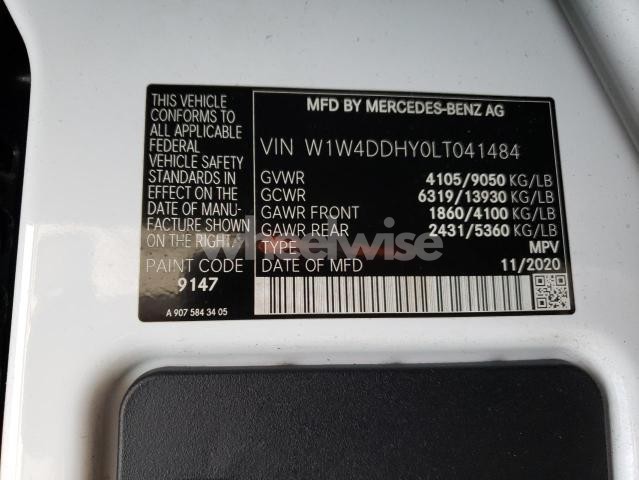 THIS VEHICLE
CONFORMS TO
ALL APPLICABLE
FEDERAL
VEHICLE SAFETY
STANDARDS IN
EFFECT ON THE
DATE OF MANU-
FACTURE SHOWN
ON THE RIGHT
PAINT CODE
9147
A 907 584 34 05
MFD BY MERCEDES-BENZ AG
VIN W1W4DDHY0LT041484
GVWR 4105/9050 KG/LB
GCWR 6319/13930 KG/LB
GAWR FRONT 1860/4100 KG/LB
GAWR REAR 2431/5360 KG/LB
TYPE MPV
DATE OF MFD 11/2020
wheelwise